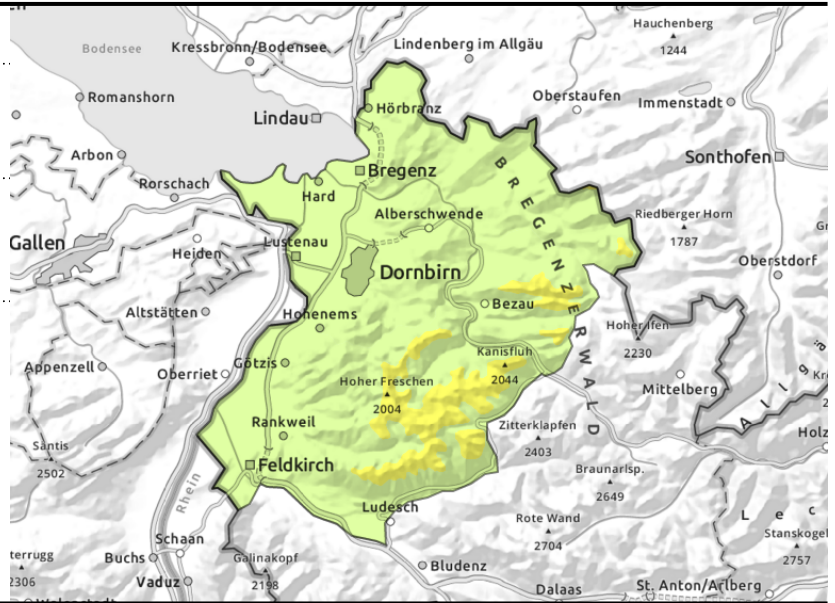 Hauchenberg
1244
Bodensee
Kressbronn/Bodensee
Lindenberg im Allgäu
Romanshorn
Hörbranz
Oberstaufen
Immenstadt
Lindau
Arbon
Sonthofen
Bregenz
Rorschach
Hard
Alberschwende
Riedberger Horn
1787
Gallen
Heiden
Lustenau
Oberstdorf
Dornbirn
BREGENZERWALD
Bezau
Altstätten
Hohenems
Hoher Ifen
2230
Kanisfluh
2044
Appenzell
Götzis
Oberriet
Hoher Freschen
2004
Mittelberg
Allgä
Rankweil
Zitterklapfen
2403
Holz
Säntis
2502
Feldkirch
Braunarlsp.
2649
Rhein
Ludesch
Rote Wand
2704
Lec
Schaan
Stanskogel
2757
terrugg
2306
Buchs
Galinakopf
2198
Bludenz
Vaduz
Dalaas
St. Anton/Arlberg